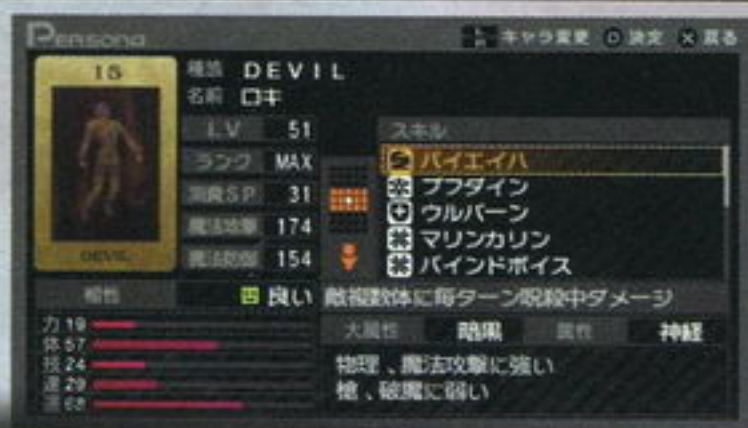 PERSONA
キャラ変更 決定 戻る
15
DEVIL
種族 DEVIL
名前 ロキ
LV 51
ランク MAX
消費SP 31
魔法攻撃 174
魔法防御 154
相性 良い
力 19
体 57
技 24
速 29
運 68
スキル
バイエイハ
ブフダイン
ウルバーン
マリンカリン
バインドボイス
敵複数体に毎ターン呪殺中ダメージ
大属性 暗黒 属性 神経
物理、魔法攻撃に強い
槍、破魔に弱い